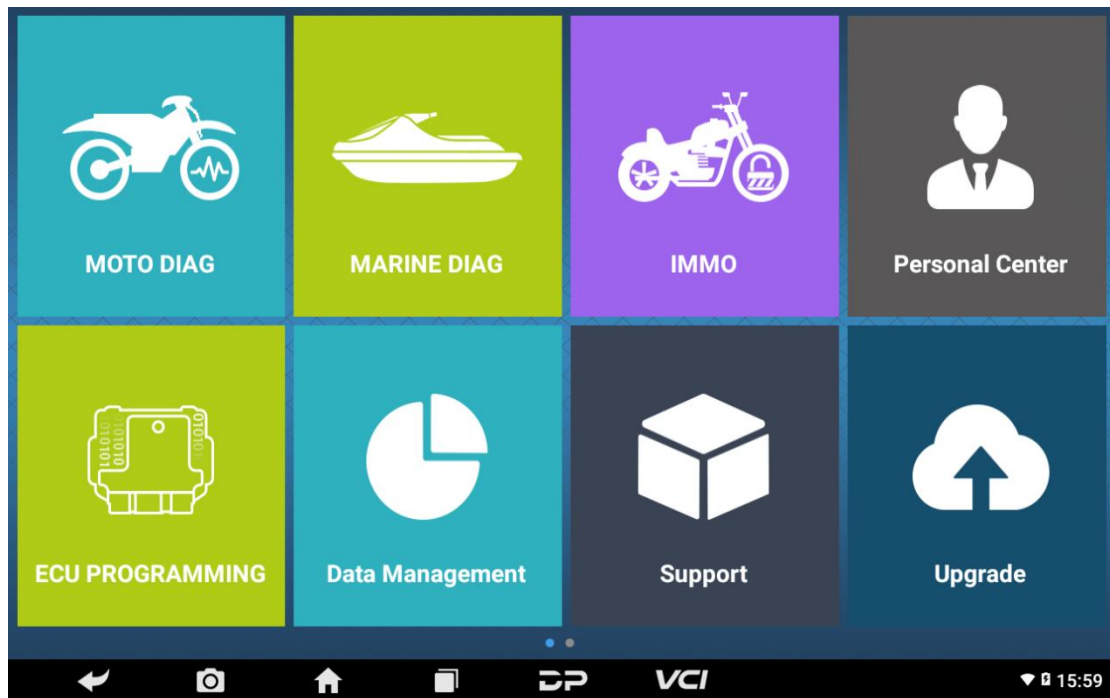 MOTO DIAG
MARINE DIAG
IMMO
Personal Center
ECU PROGRAMMING
Data Management
Support
Upgrade
DP
VCI
15:59